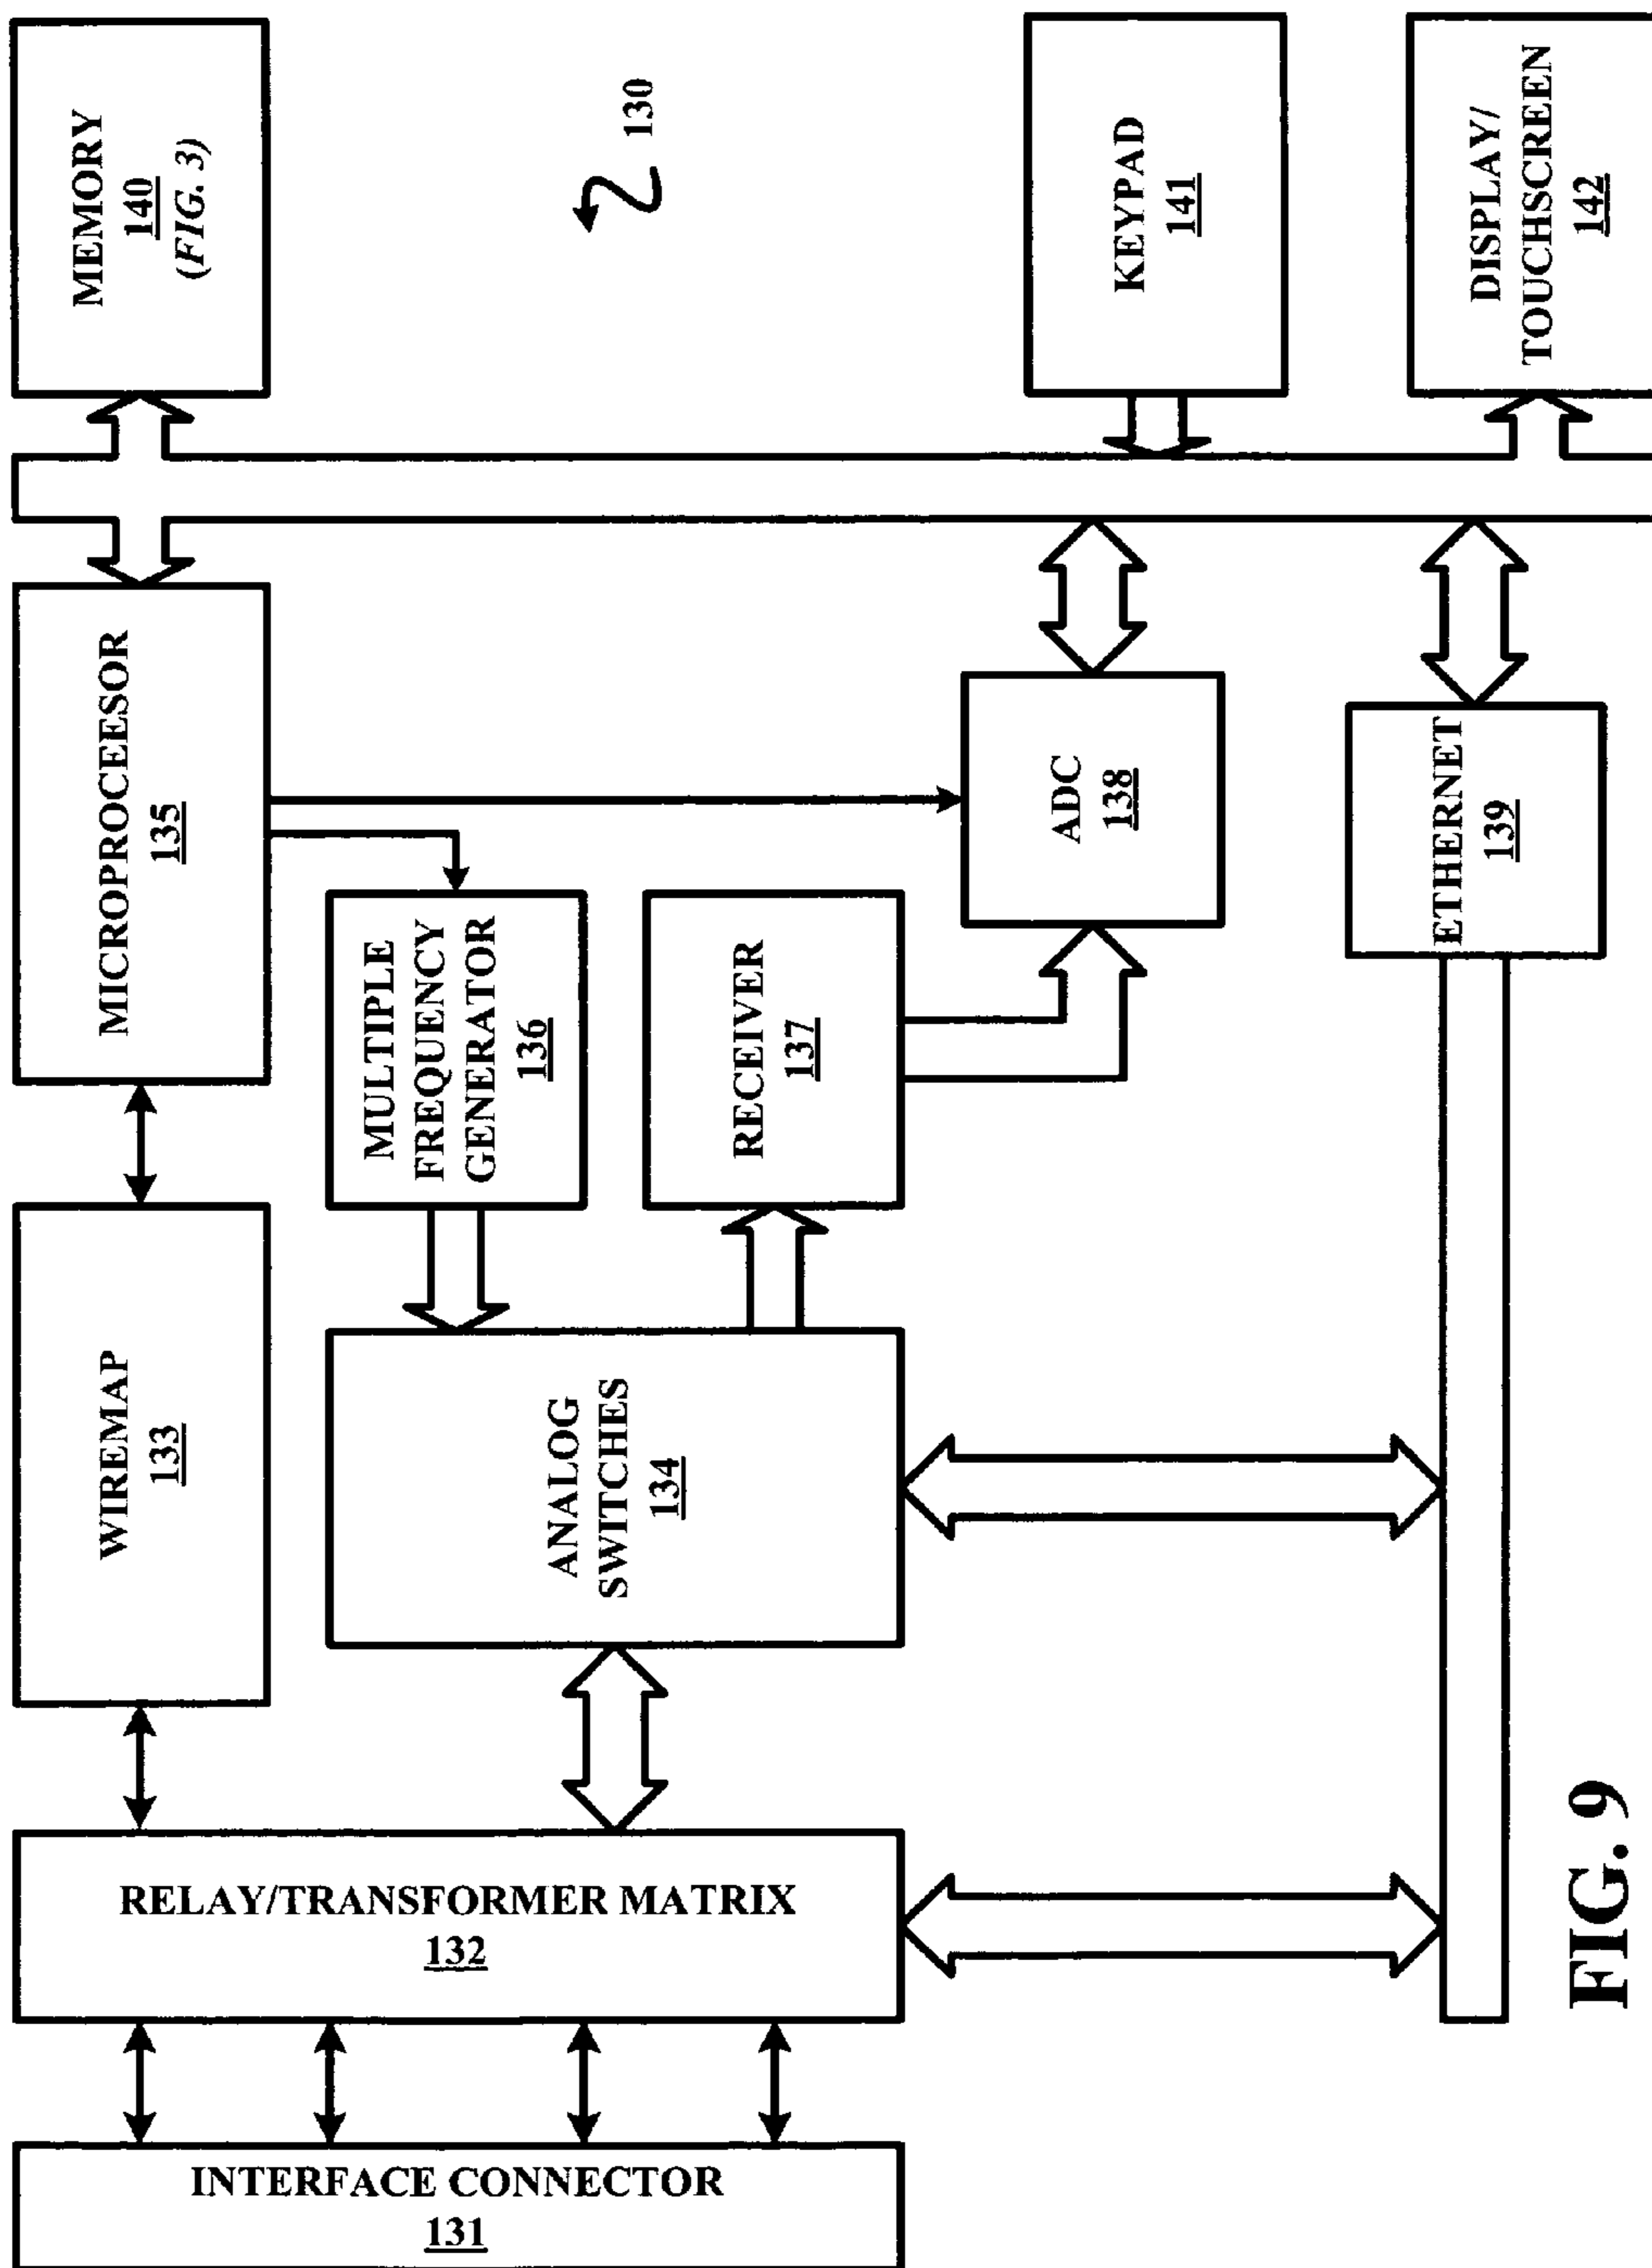 INTERFACE CONNECTOR
131
RELAY/TRANSFORMER MATRIX
132
WIREMAP
133
ANALOG
SWITCHES
134
MICROPROCEESOR
135
MULTIPLE
FREQUENCY
GENERATOR
136
RECEIVER
137
ADC
138
ETHERNET
139
MEMORY
140
(FIG. 3)
130
KEYPAD
141
DISPLAY/
TOUCHSCREEN
142
FIG. 9